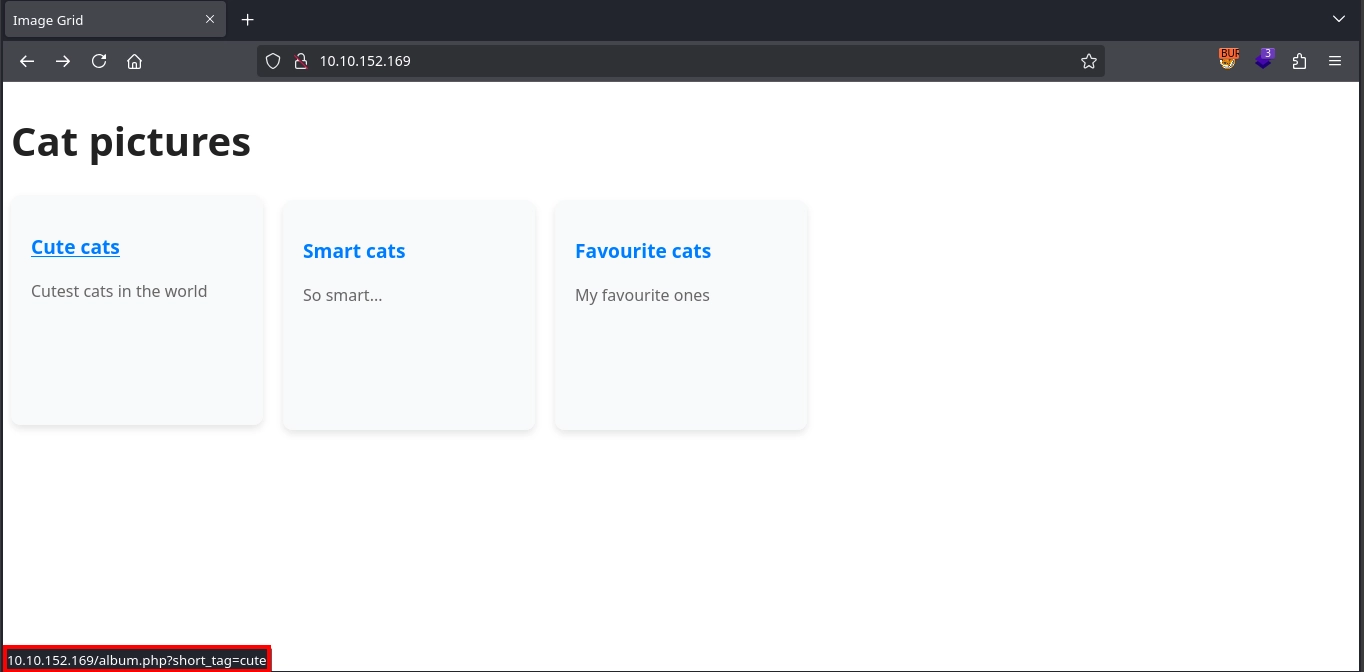 Image Grid
10.10.152.169
BUR
3
Cat pictures
Cute cats
Cutest cats in the world
Smart cats
So smart...
Favourite cats
My favourite ones
10.10.152.169/album.php?short_tag=cute